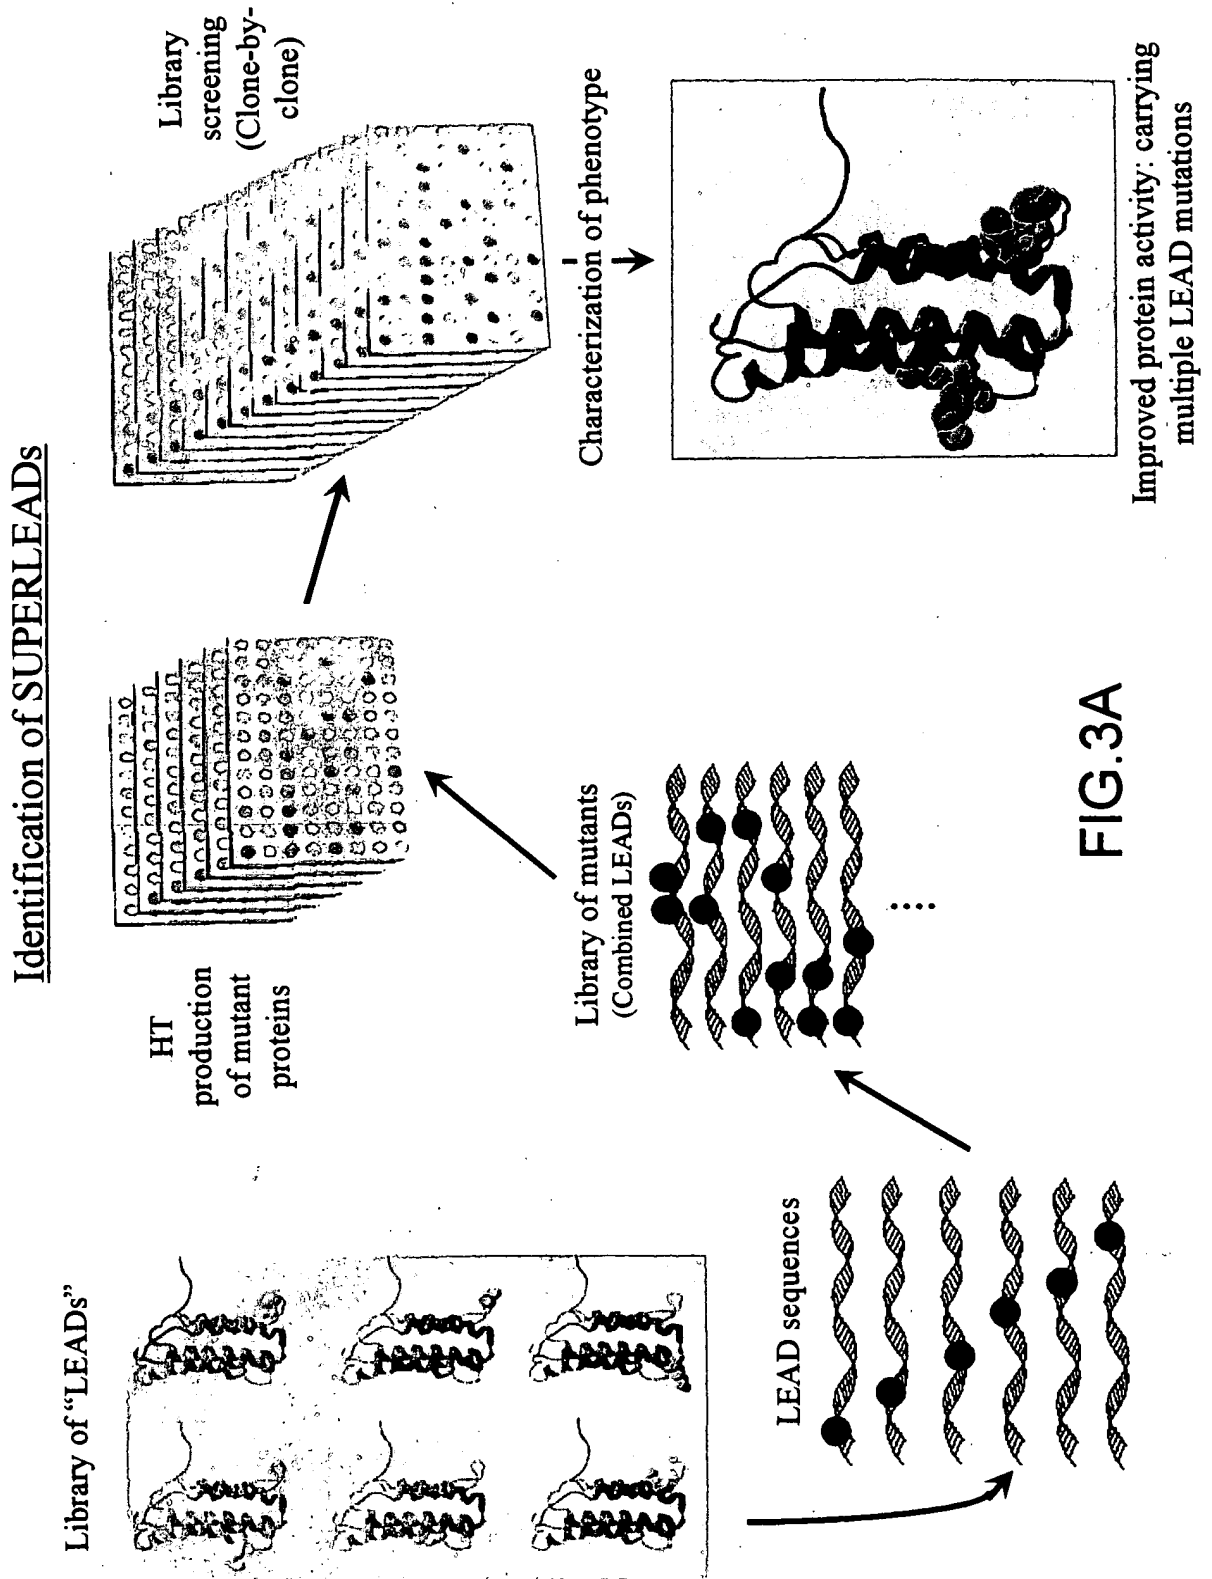 Identification of SUPERLEADs
Library of “LEADs”
HT
production
of mutant
proteins
Library
screening
(Clone-by-
clone)
LEAD sequences
Library of mutants
(Combined LEADs)
Characterization of phenotype
Improved protein activity: carrying
multiple LEAD mutations
FIG.3A